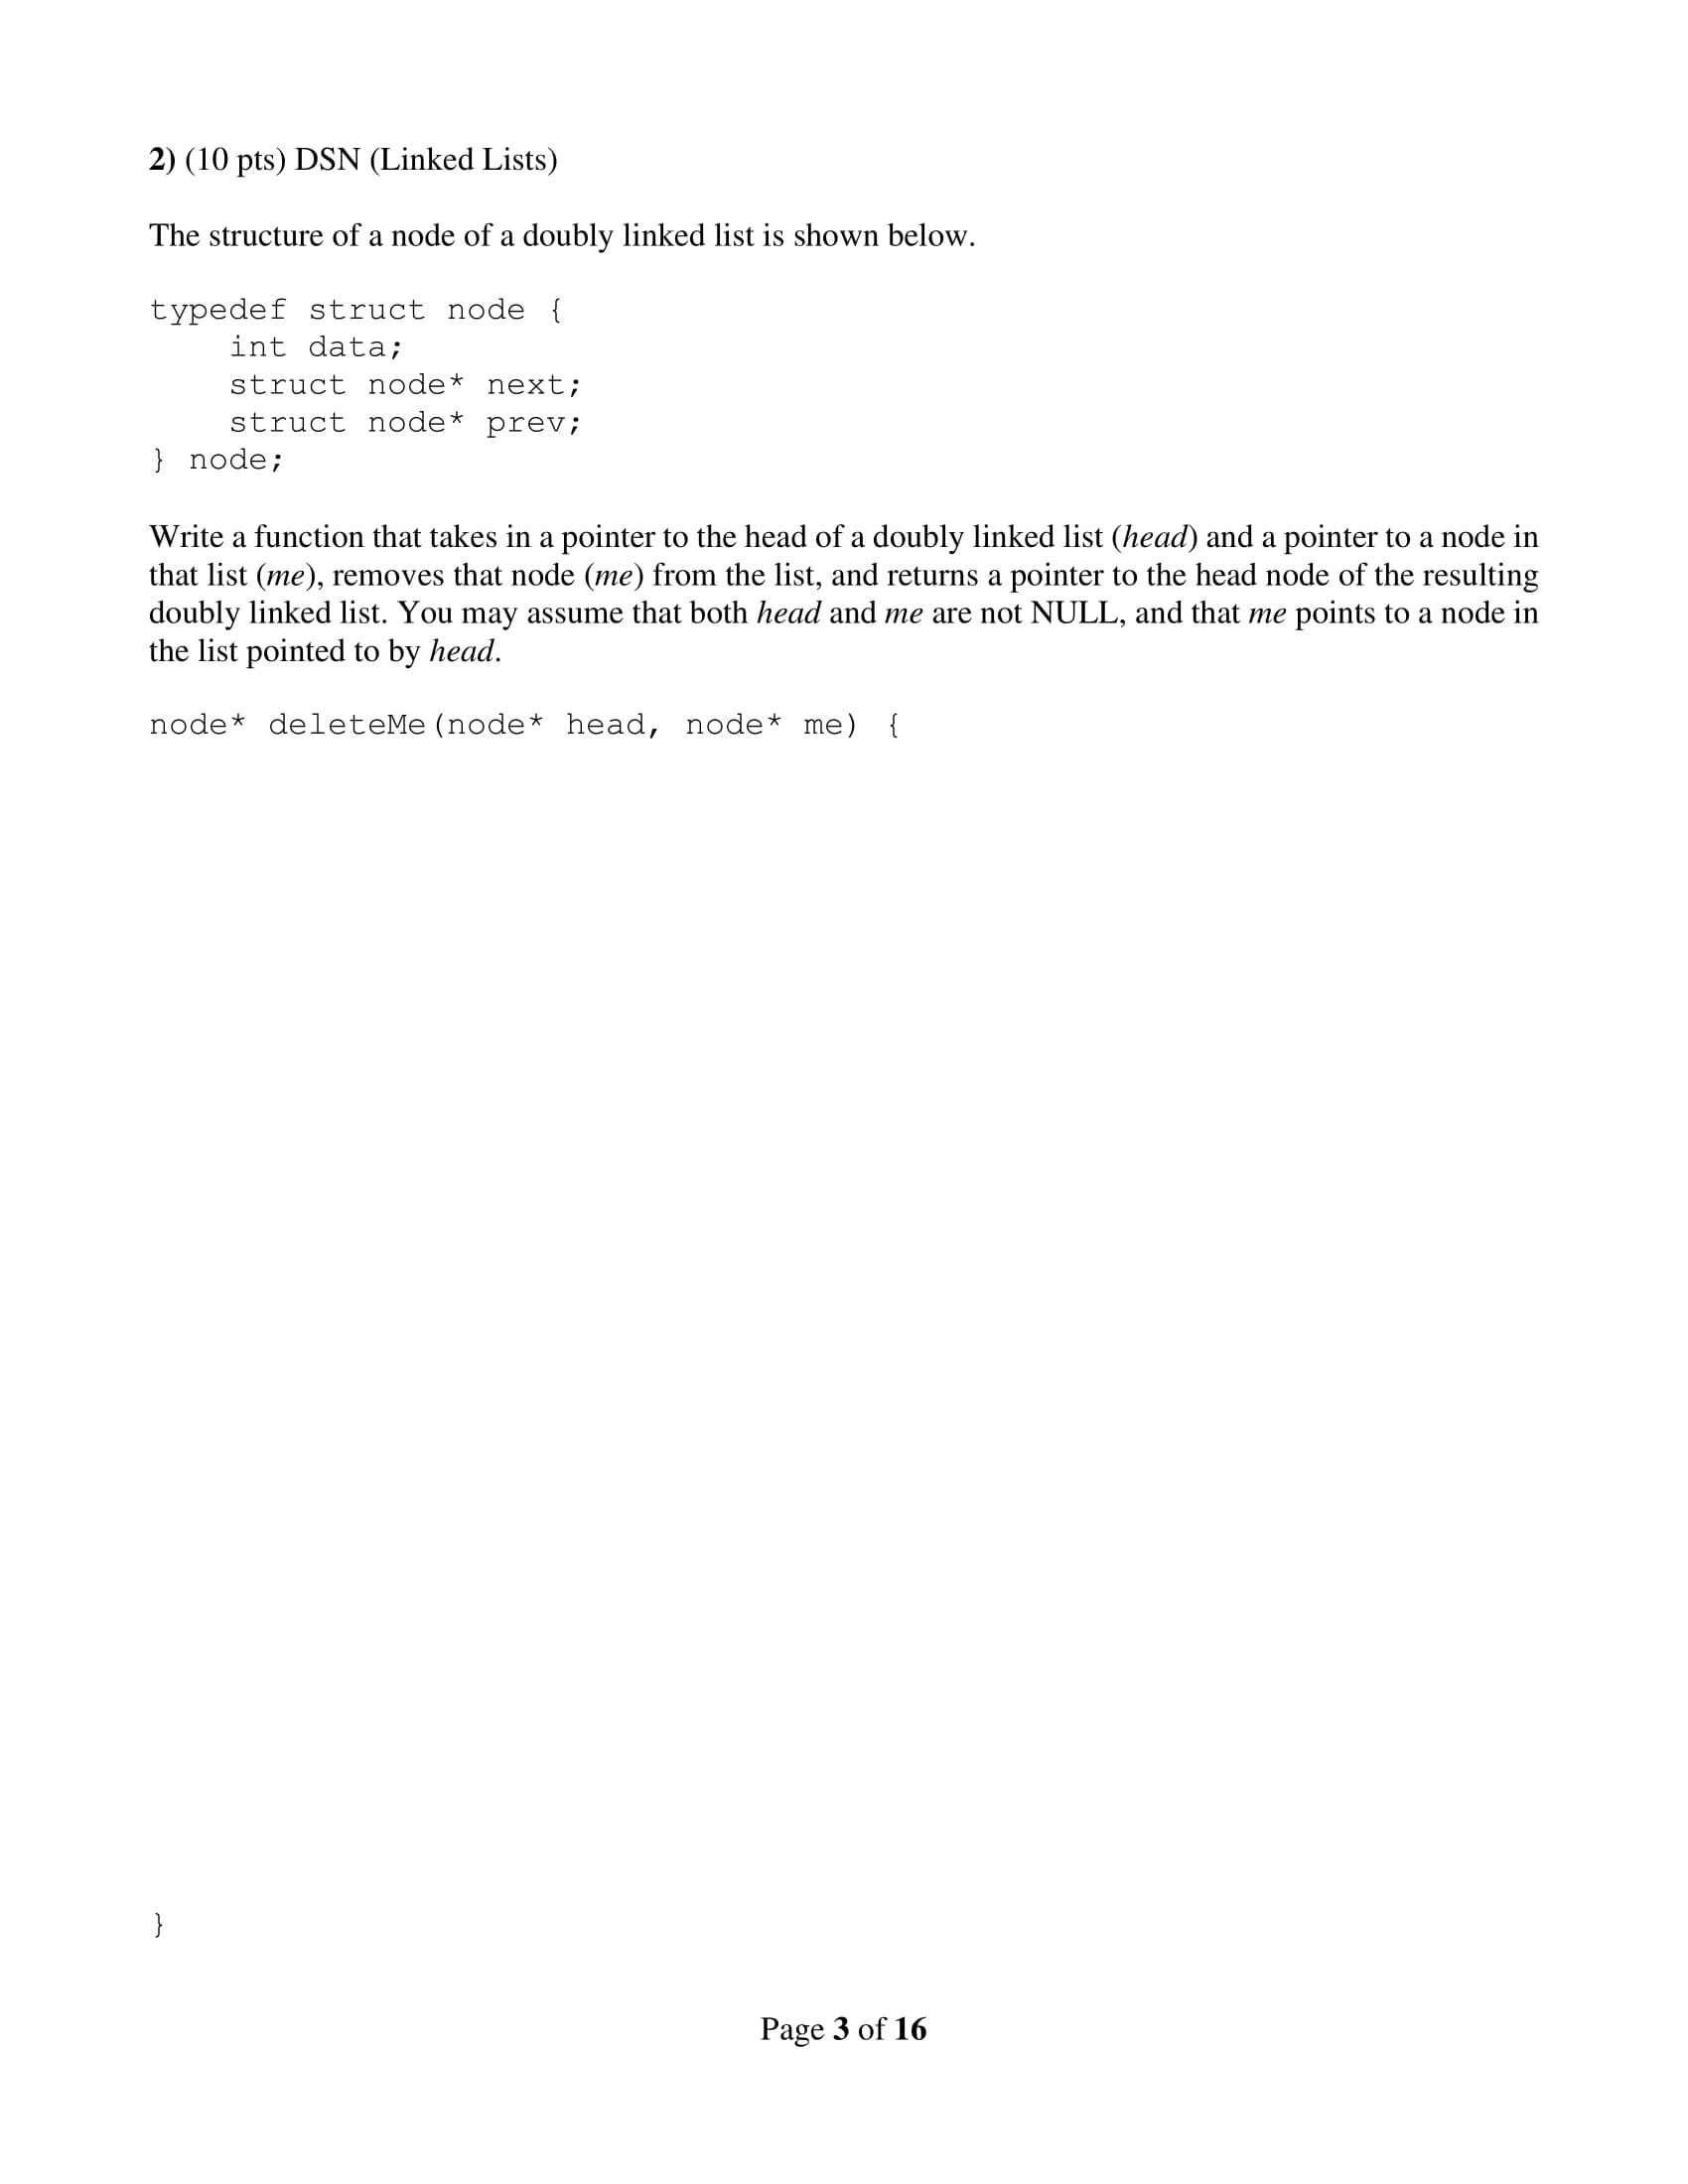 2) (10 pts) DSN (Linked Lists)
The structure of a node of a doubly linked list is shown below.
typedef struct node {
    int data;
    struct node* next;
    struct node* prev;
} node;
Write a function that takes in a pointer to the head of a doubly linked list (head) and a pointer to a node in
that list (me), removes that node (me) from the list, and returns a pointer to the head node of the resulting
doubly linked list. You may assume that both head and me are not NULL, and that me points to a node in
the list pointed to by head.
node* deleteMe(node* head, node* me) {
}
Page 3 of 16